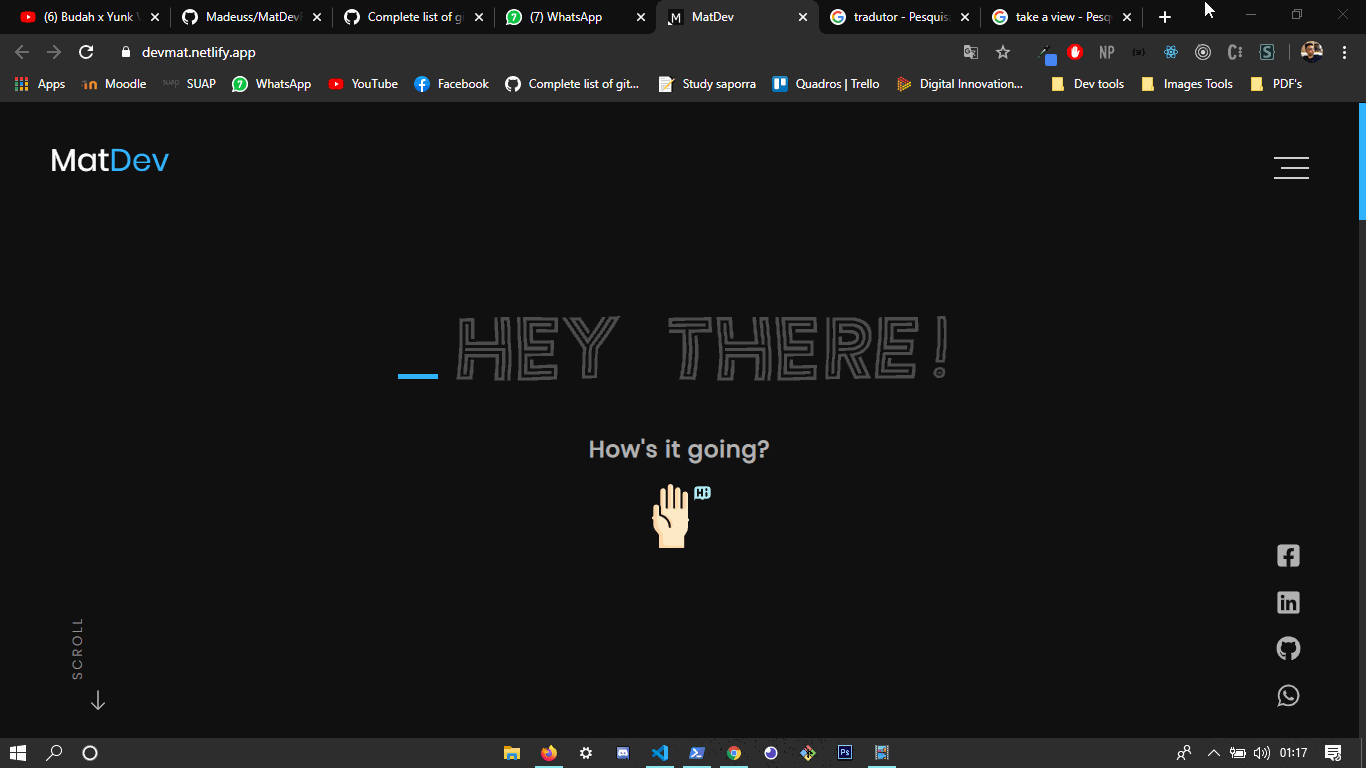 (6) Budah x Yunk
Madeuss/MatDev
Complete list of gi
(7) WhatsApp
MatDev
tradutor - Pesquis
take a view - Pesq
devmat.netlify.app
NP
Apps
Moodle
SUAP
WhatsApp
YouTube
Facebook
Complete list of git...
Study saporra
Quadros | Trello
Digital Innovation...
Dev tools
Images Tools
PDF's
MatDev
HEY THERE!
How's it going?
Hi
SCROLL
01:17